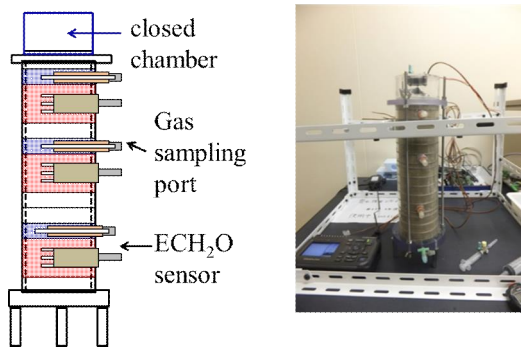 closed
chamber
Gas
sampling
port
ECH₂O
sensor